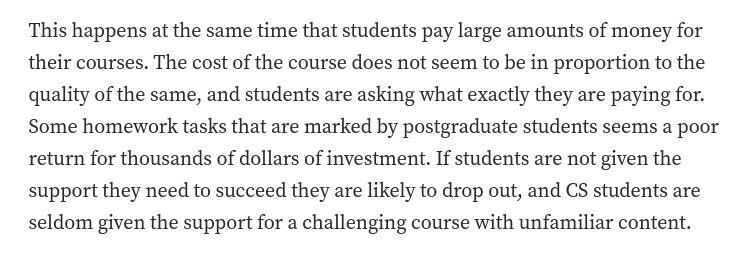 This happens at the same time that students pay large amounts of money for
their courses. The cost of the course does not seem to be in proportion to the
quality of the same, and students are asking what exactly they are paying for.
Some homework tasks that are marked by postgraduate students seems a poor
return for thousands of dollars of investment. If students are not given the
support they need to succeed they are likely to drop out, and CS students are
seldom given the support for a challenging course with unfamiliar content.